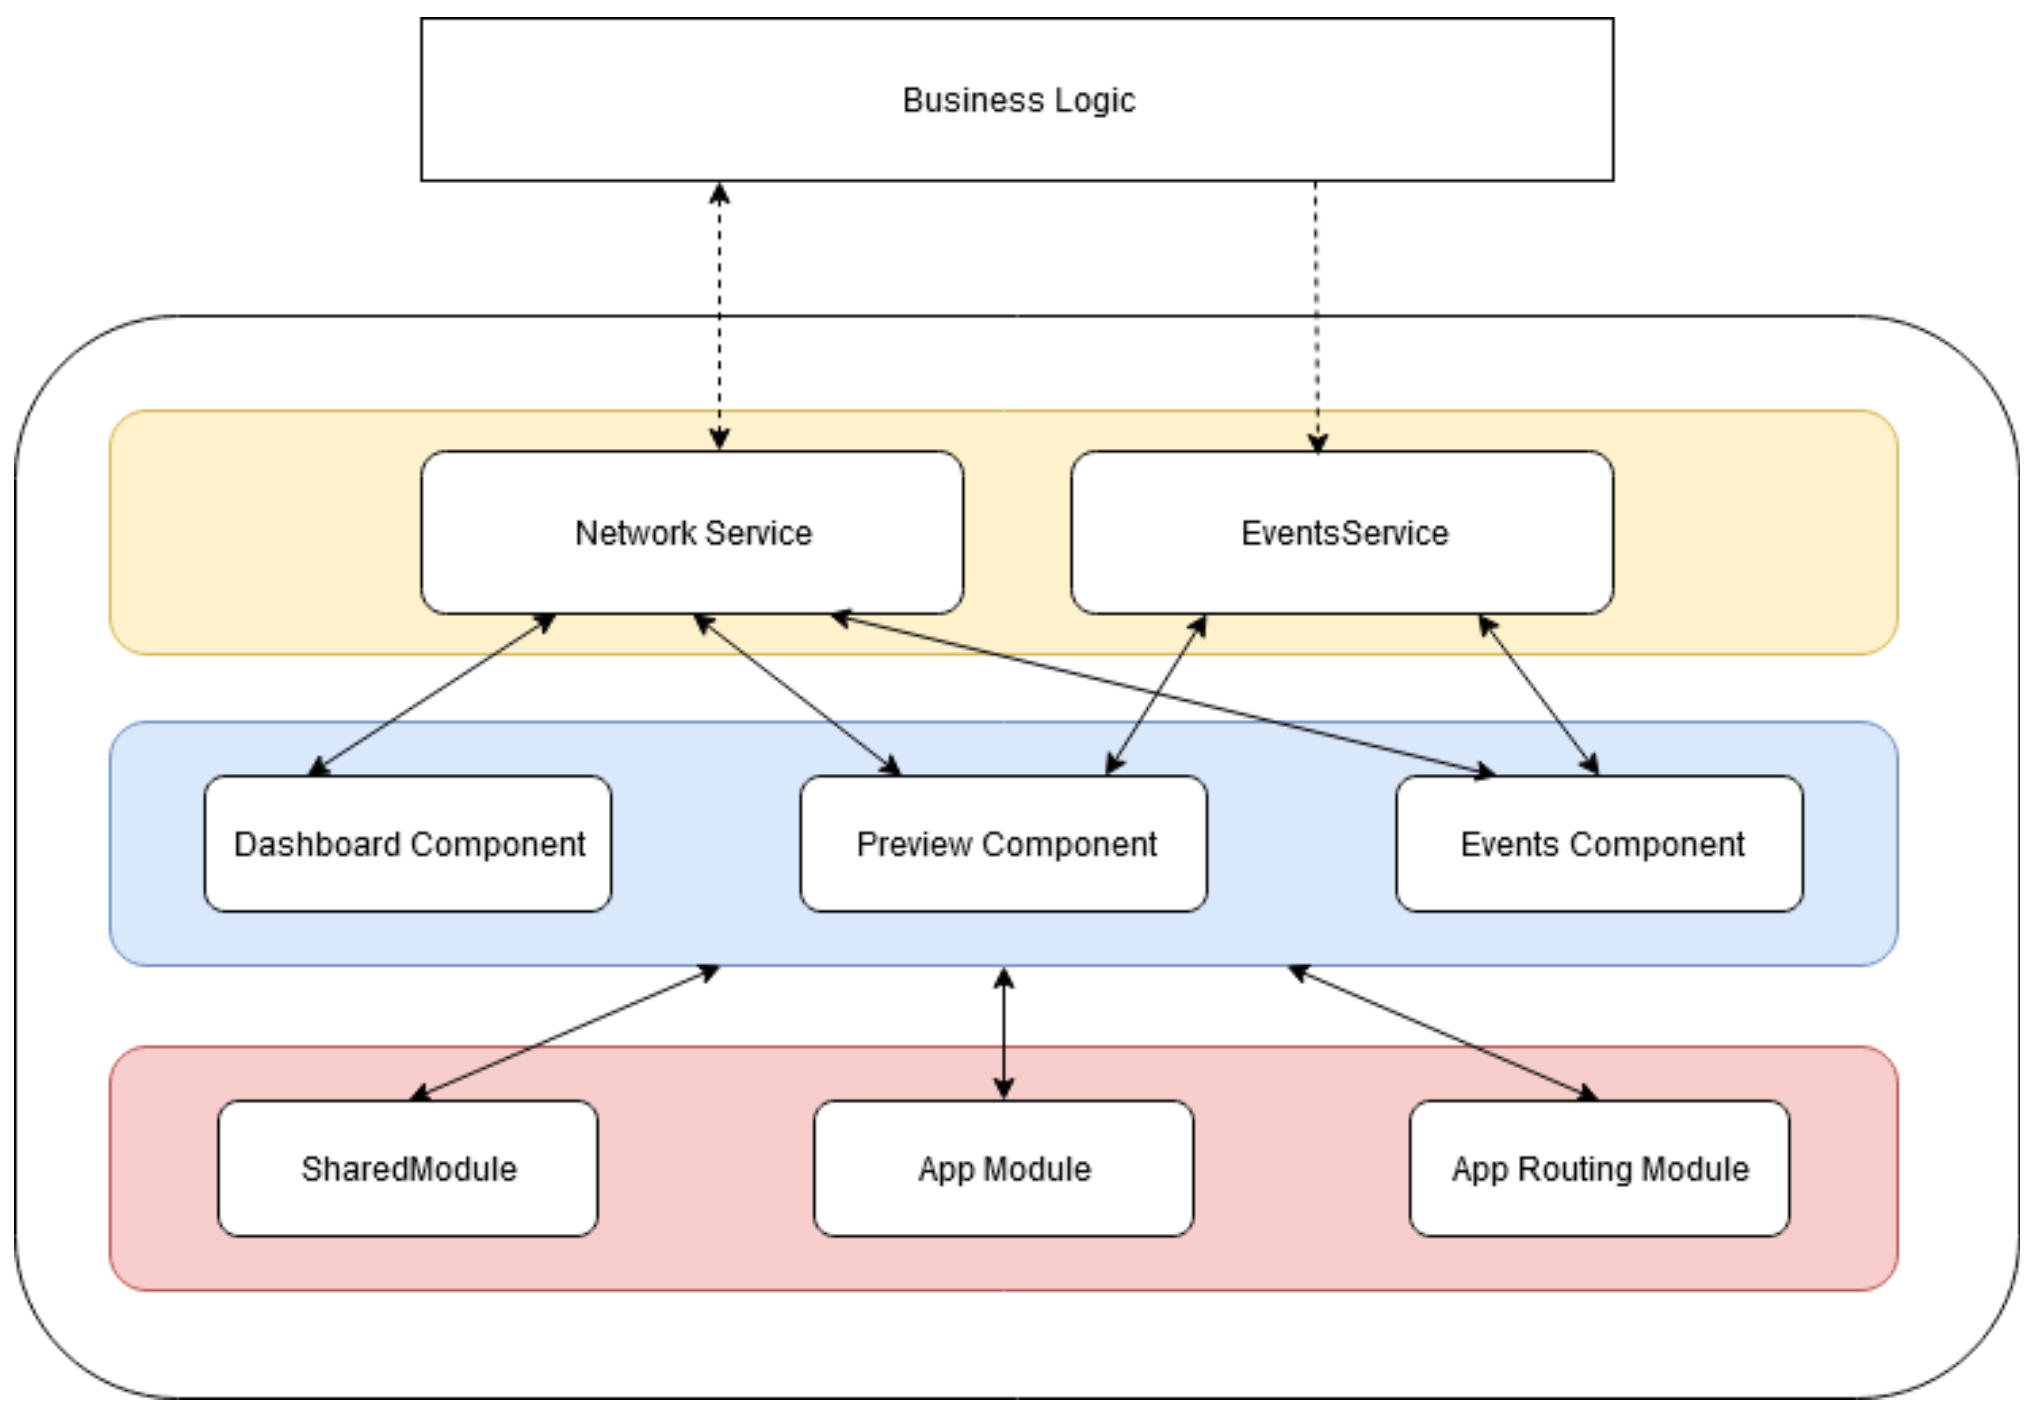 Business Logic
Network Service
EventsService
Dashboard Component
Preview Component
Events Component
SharedModule
App Module
App Routing Module